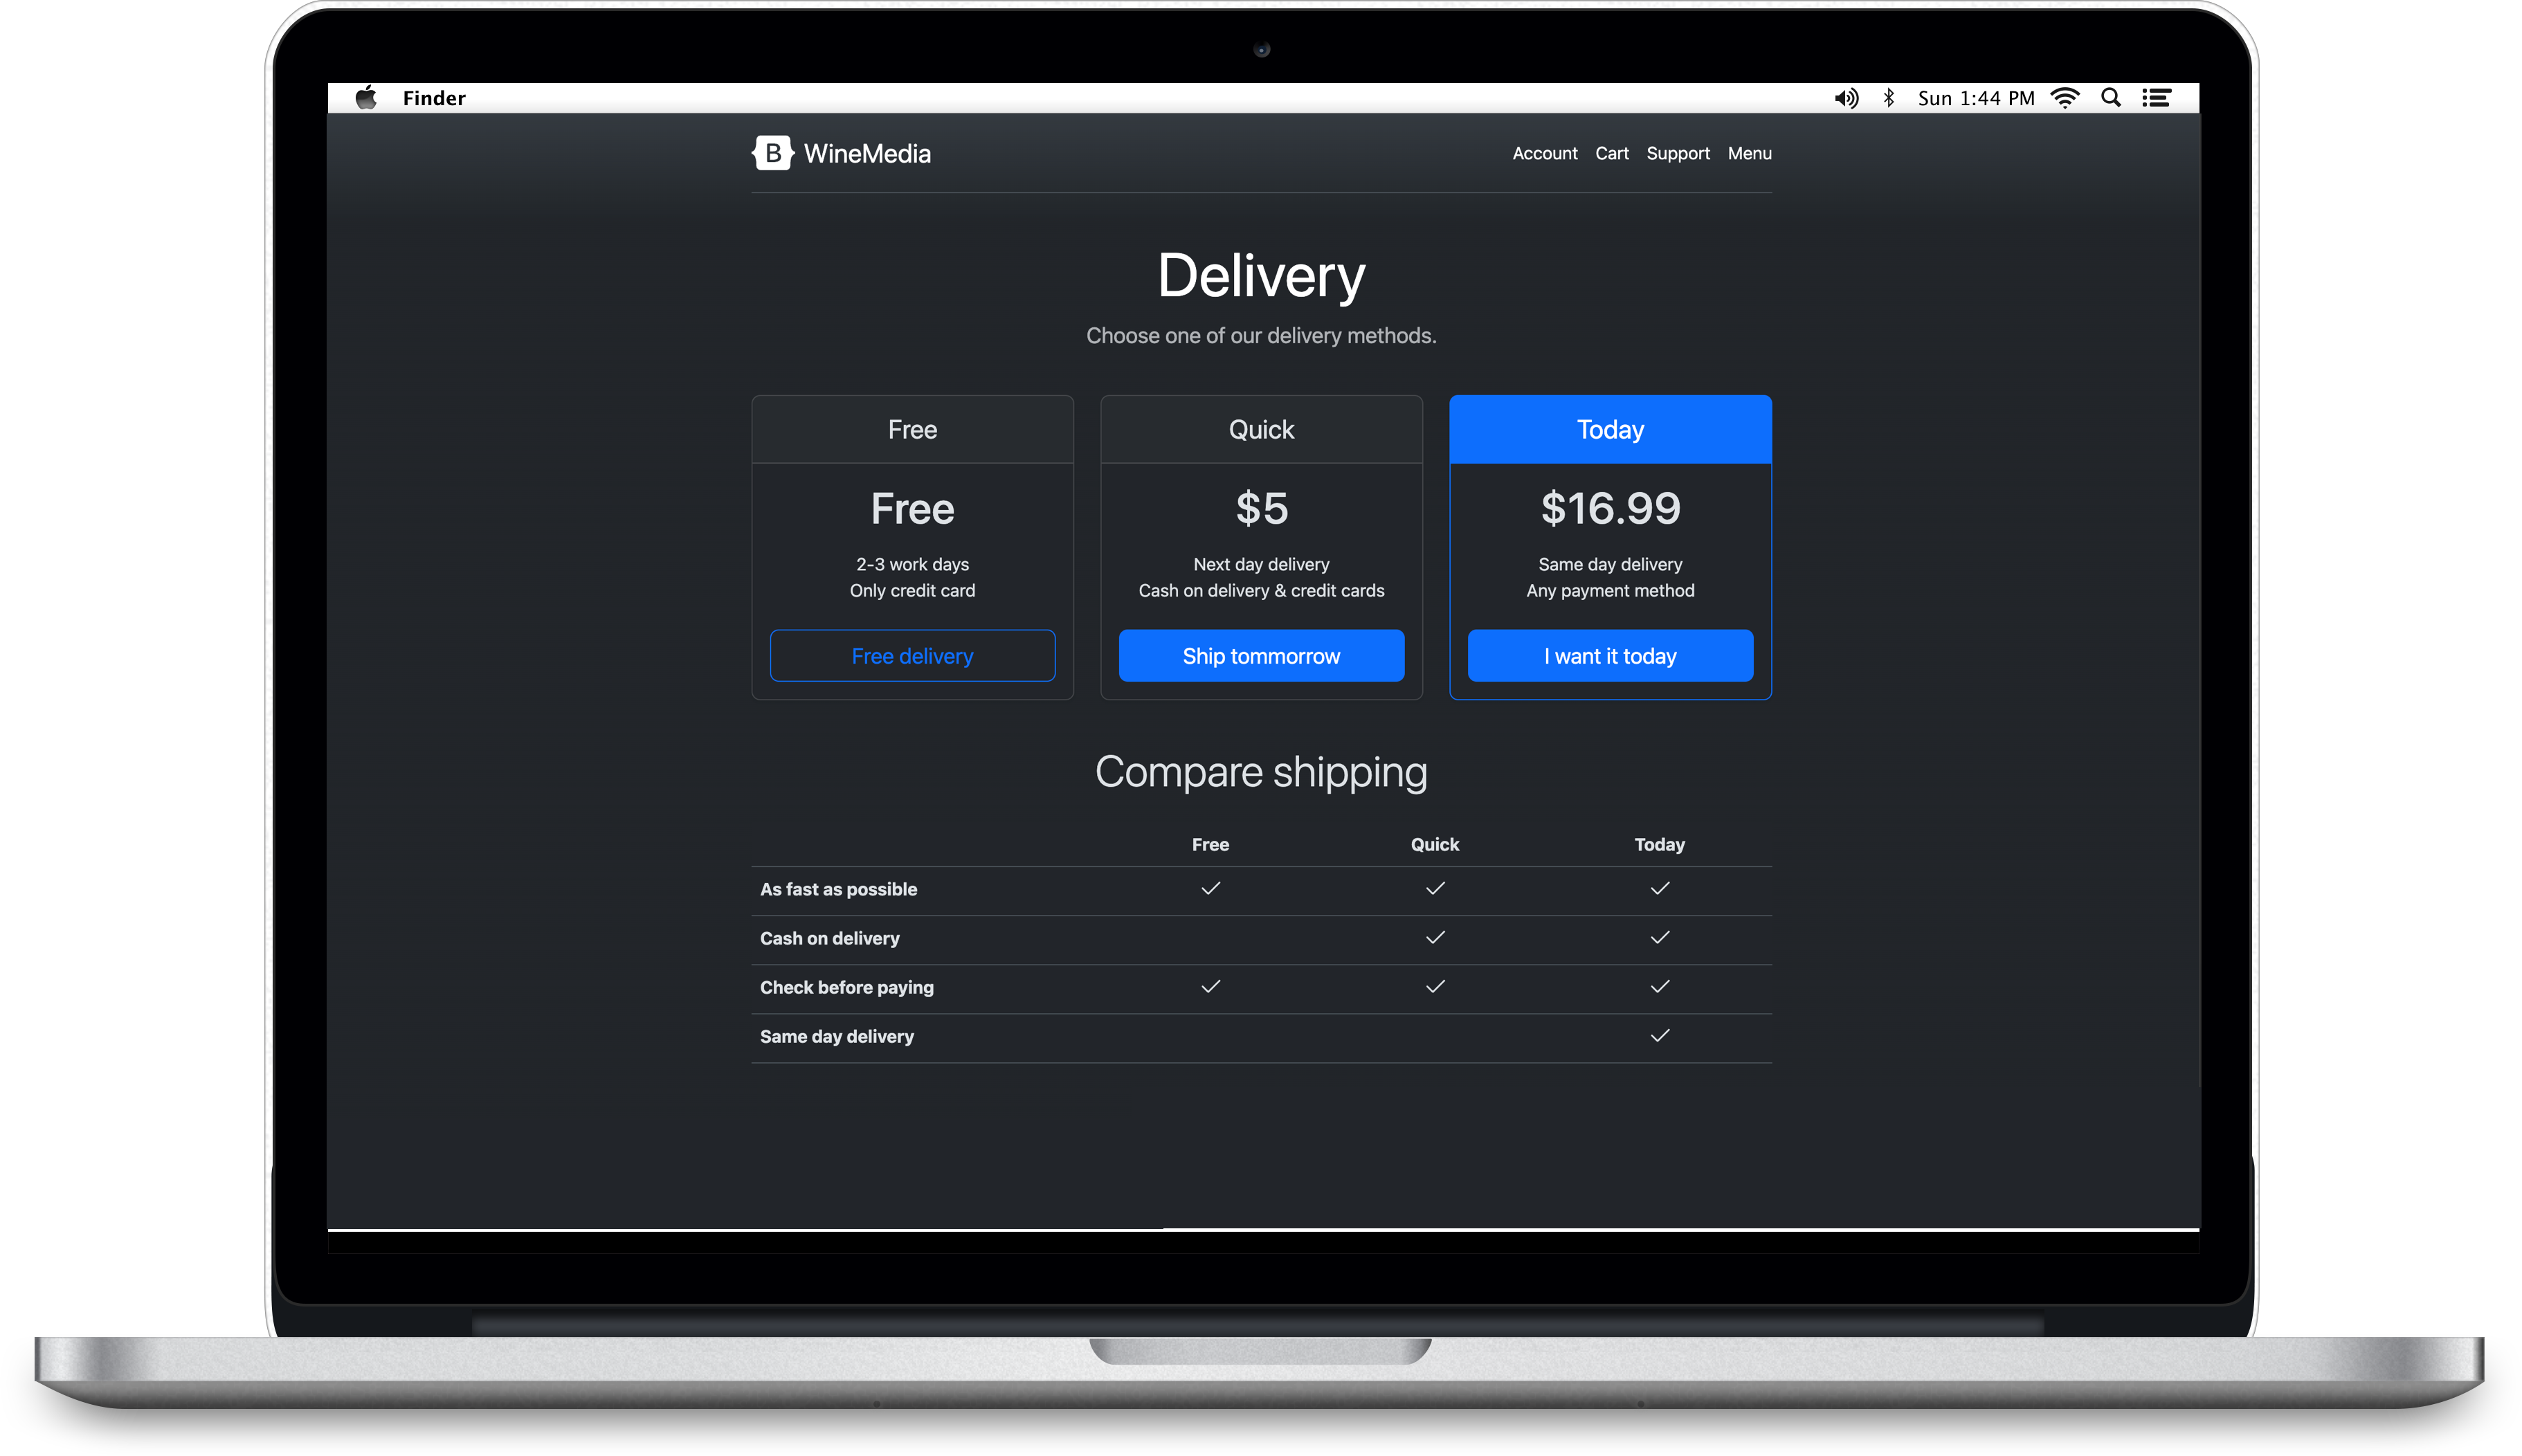 Finder
Sun 1:44 PM
B WineMedia
Account Cart Support Menu
Delivery
Choose one of our delivery methods.
Free
Free
2-3 work days
Only credit card
Free delivery
Quick
$5
Next day delivery
Cash on delivery & credit cards
Ship tommorrow
Today
$16.99
Same day delivery
Any payment method
I want it today
Compare shipping
Free Quick Today
As fast as possible
Cash on delivery
Check before paying
Same day delivery